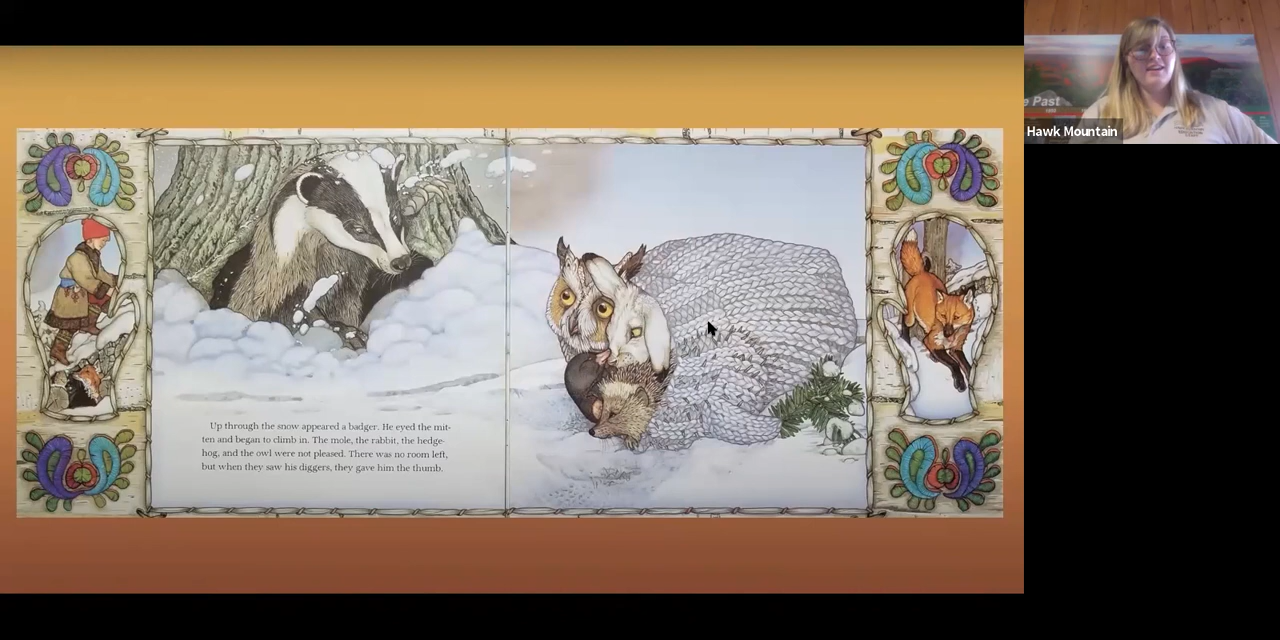 e Past
Hawk Mountain
Up through the snow appeared a badger. He eyed the mit-
ten and began to climb in. The mole, the rabbit, the hedge-
hog, and the owl were not pleased. There was no room left,
but when they saw his diggers, they gave him the thumb.